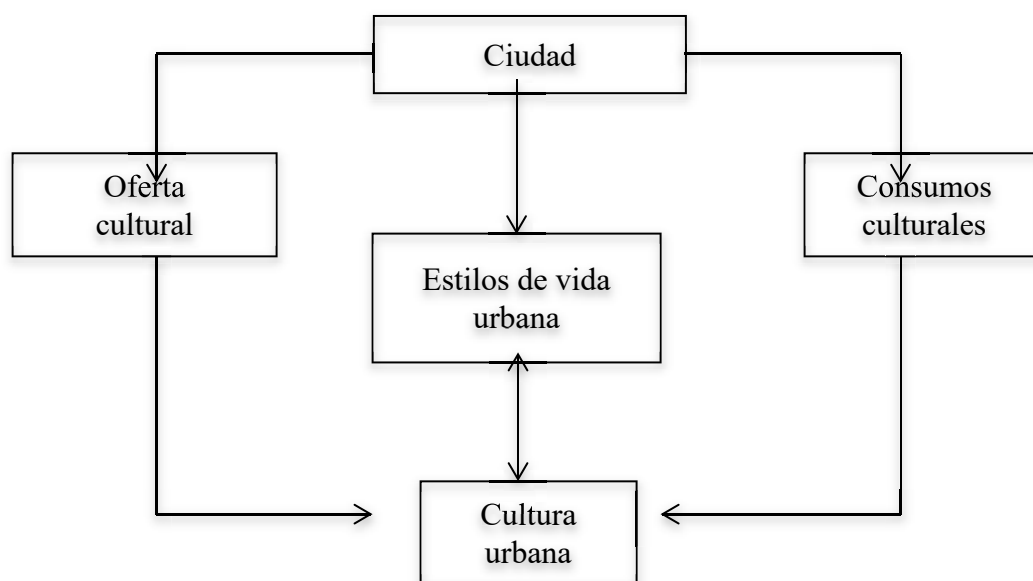 Ciudad
Oferta
cultural
Consumos
culturales
Estilos de vida
urbana
Cultura
urbana